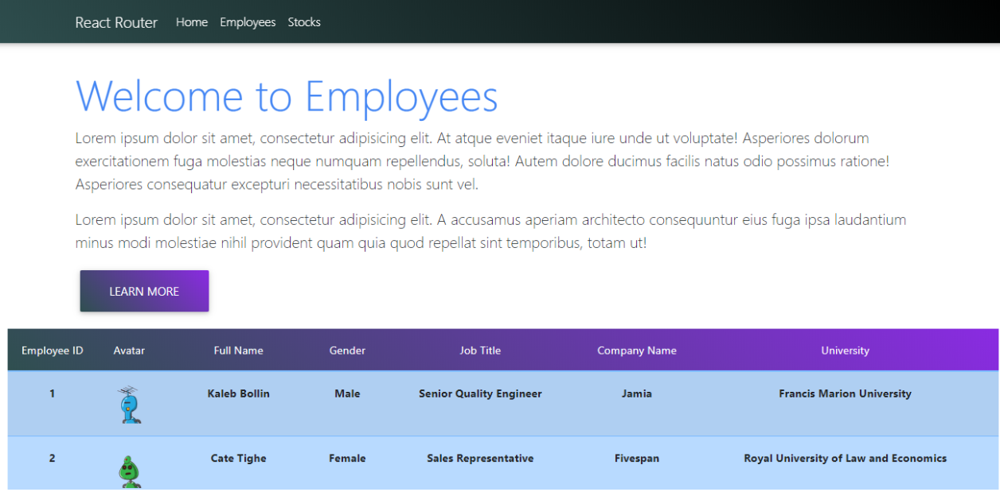 React Router Home Employees Stocks
Welcome to Employees
Lorem ipsum dolor sit amet, consectetur adipisicing elit. At atque eveniet itaque iure unde ut voluptate! Asperiores dolorum
exercitationem fuga molestias neque numquam repellendus, soluta! Autem dolore ducimus facilis natus odio possimus ratione!
Asperiores consequatur excepturi necessitatibus nobis sunt vel.
Lorem ipsum dolor sit amet, consectetur adipisicing elit. A accusamus aperiam architecto consequuntur eius fuga ipsa laudantium
minus modi molestiae nihil provident quam quia quod repellat sint temporibus, totam ut!
LEARN MORE
Employee ID Avatar Full Name Gender Job Title Company Name University
1 Kaleb Bollin Male Senior Quality Engineer Jamia Francis Marion University
2 Cate Tighe Female Sales Representative Fivespan Royal University of Law and Economics